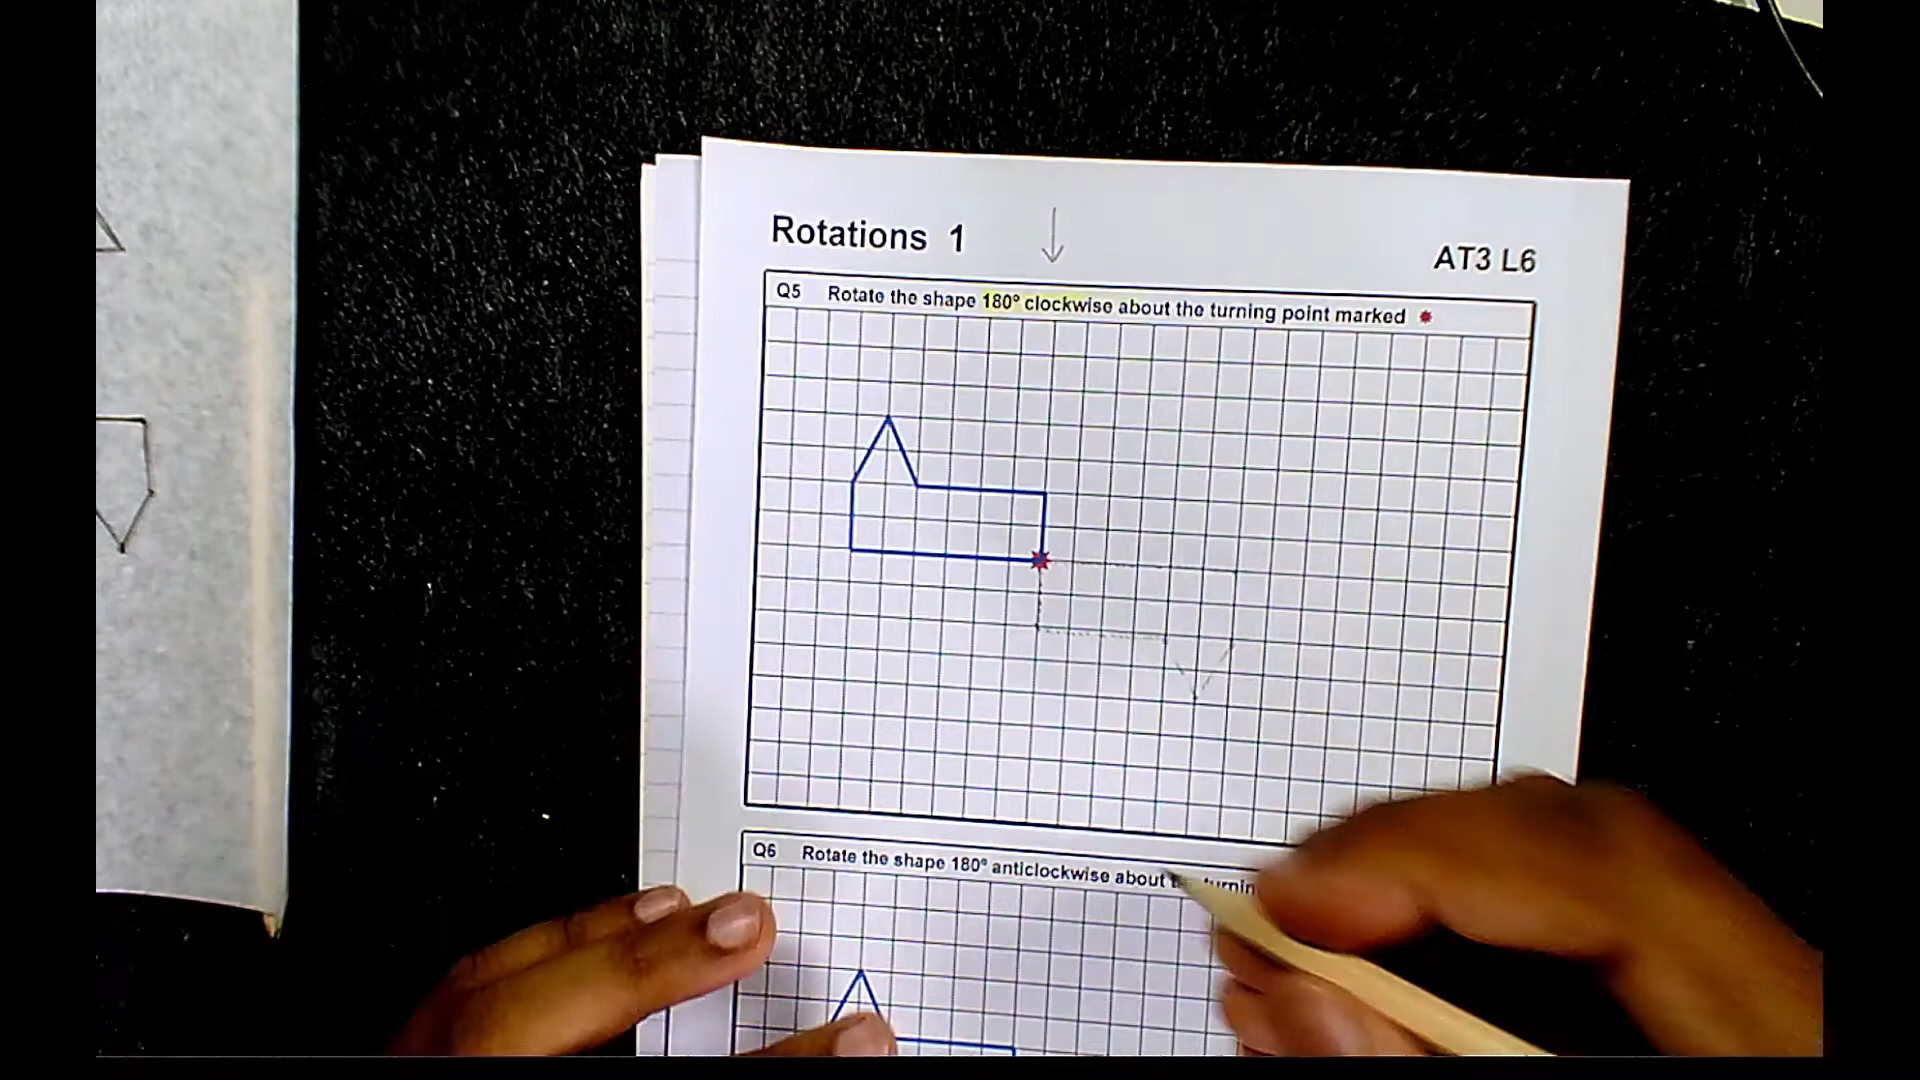 Rotations 1
AT3 L6
Q5 Rotate the shape 180° clockwise about the turning point marked
Q6 Rotate the shape 180° anticlockwise about